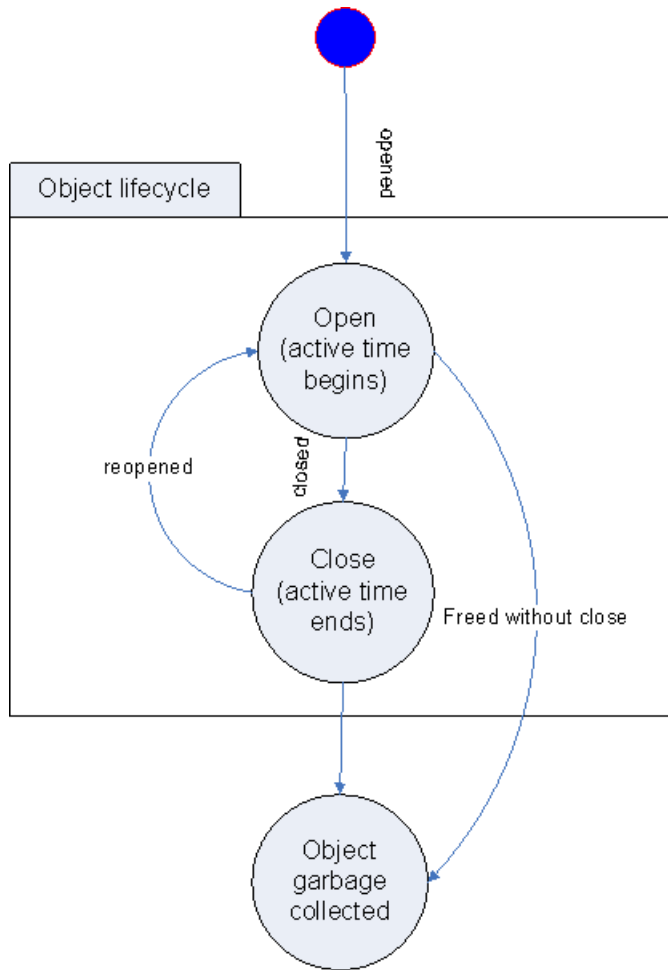 opened
Object lifecycle
Open
(active time
begins)
closed
reopened
Close
(active time
ends)
Freed without close
Object
garbage
collected